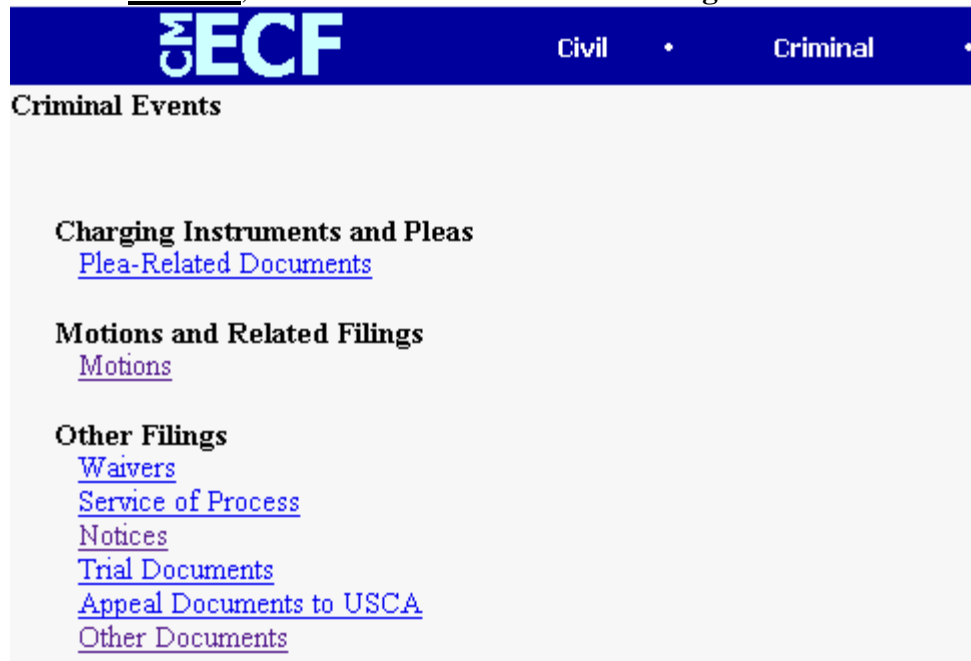 CM ECF Civil • Criminal •
Criminal Events
Charging Instruments and Pleas
Plea-Related Documents
Motions and Related Filings
Motions
Other Filings
Waivers
Service of Process
Notices
Trial Documents
Appeal Documents to USCA
Other Documents